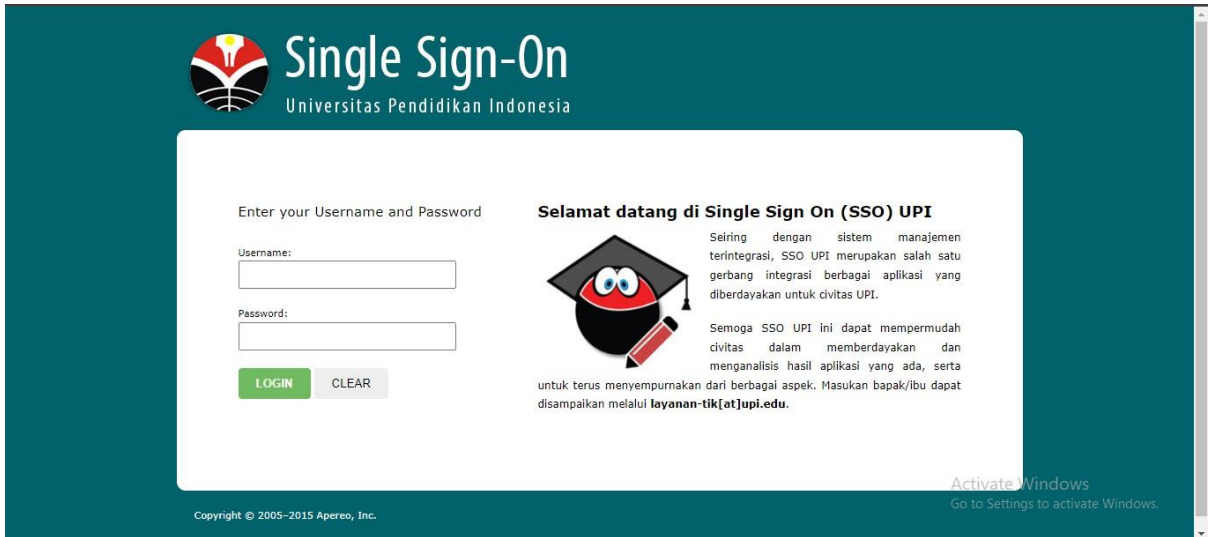 Single Sign-On
Universitas Pendidikan Indonesia
Enter your Username and Password
Username:
Password:
LOGIN CLEAR
Selamat datang di Single Sign On (SSO) UPI
Seiring dengan sistem manajemen
terintegrasi, SSO UPI merupakan salah satu
gerbang integrasi berbagai aplikasi yang
diberdayakan untuk civitas UPI.
Semoga SSO UPI ini dapat mempermudah
civitas dalam memberdayakan dan
menganalisis hasil aplikasi yang ada, serta
untuk terus menyempurnakan dari berbagai aspek. Masukan bapak/ibu dapat
disampaikan melalui layanan-tik[at]upi.edu.
Activate Windows
Go to Settings to activate Windows.
Copyright © 2005–2015 Apereo, Inc.